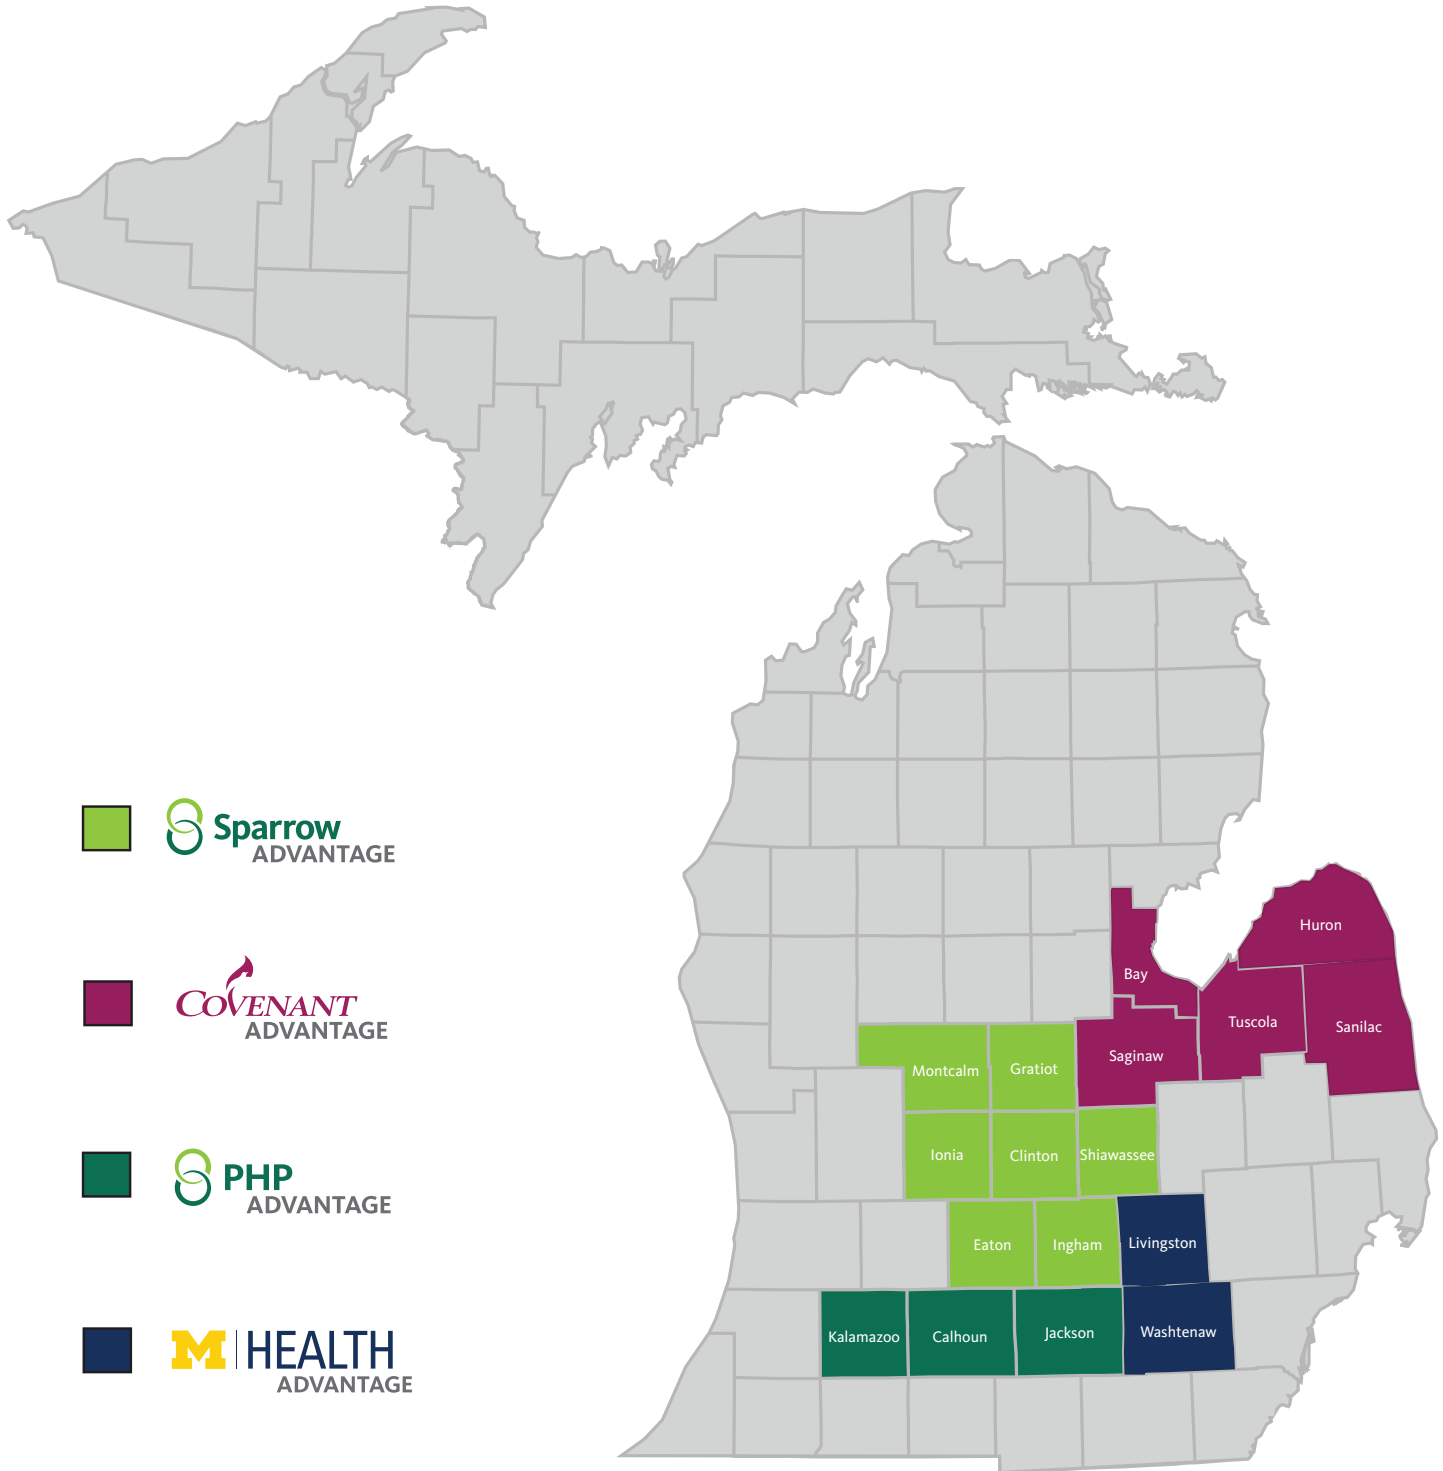 Huron
Bay
Tuscola
Sanilac
Saginaw
Montcalm
Gratiot
Ionia
Clinton
Shiawassee
Eaton
Ingham
Livingston
Kalamazoo
Calhoun
Jackson
Washtenaw
Sparrow
ADVANTAGE
COVENANT
ADVANTAGE
PHP
ADVANTAGE
M HEALTH
ADVANTAGE